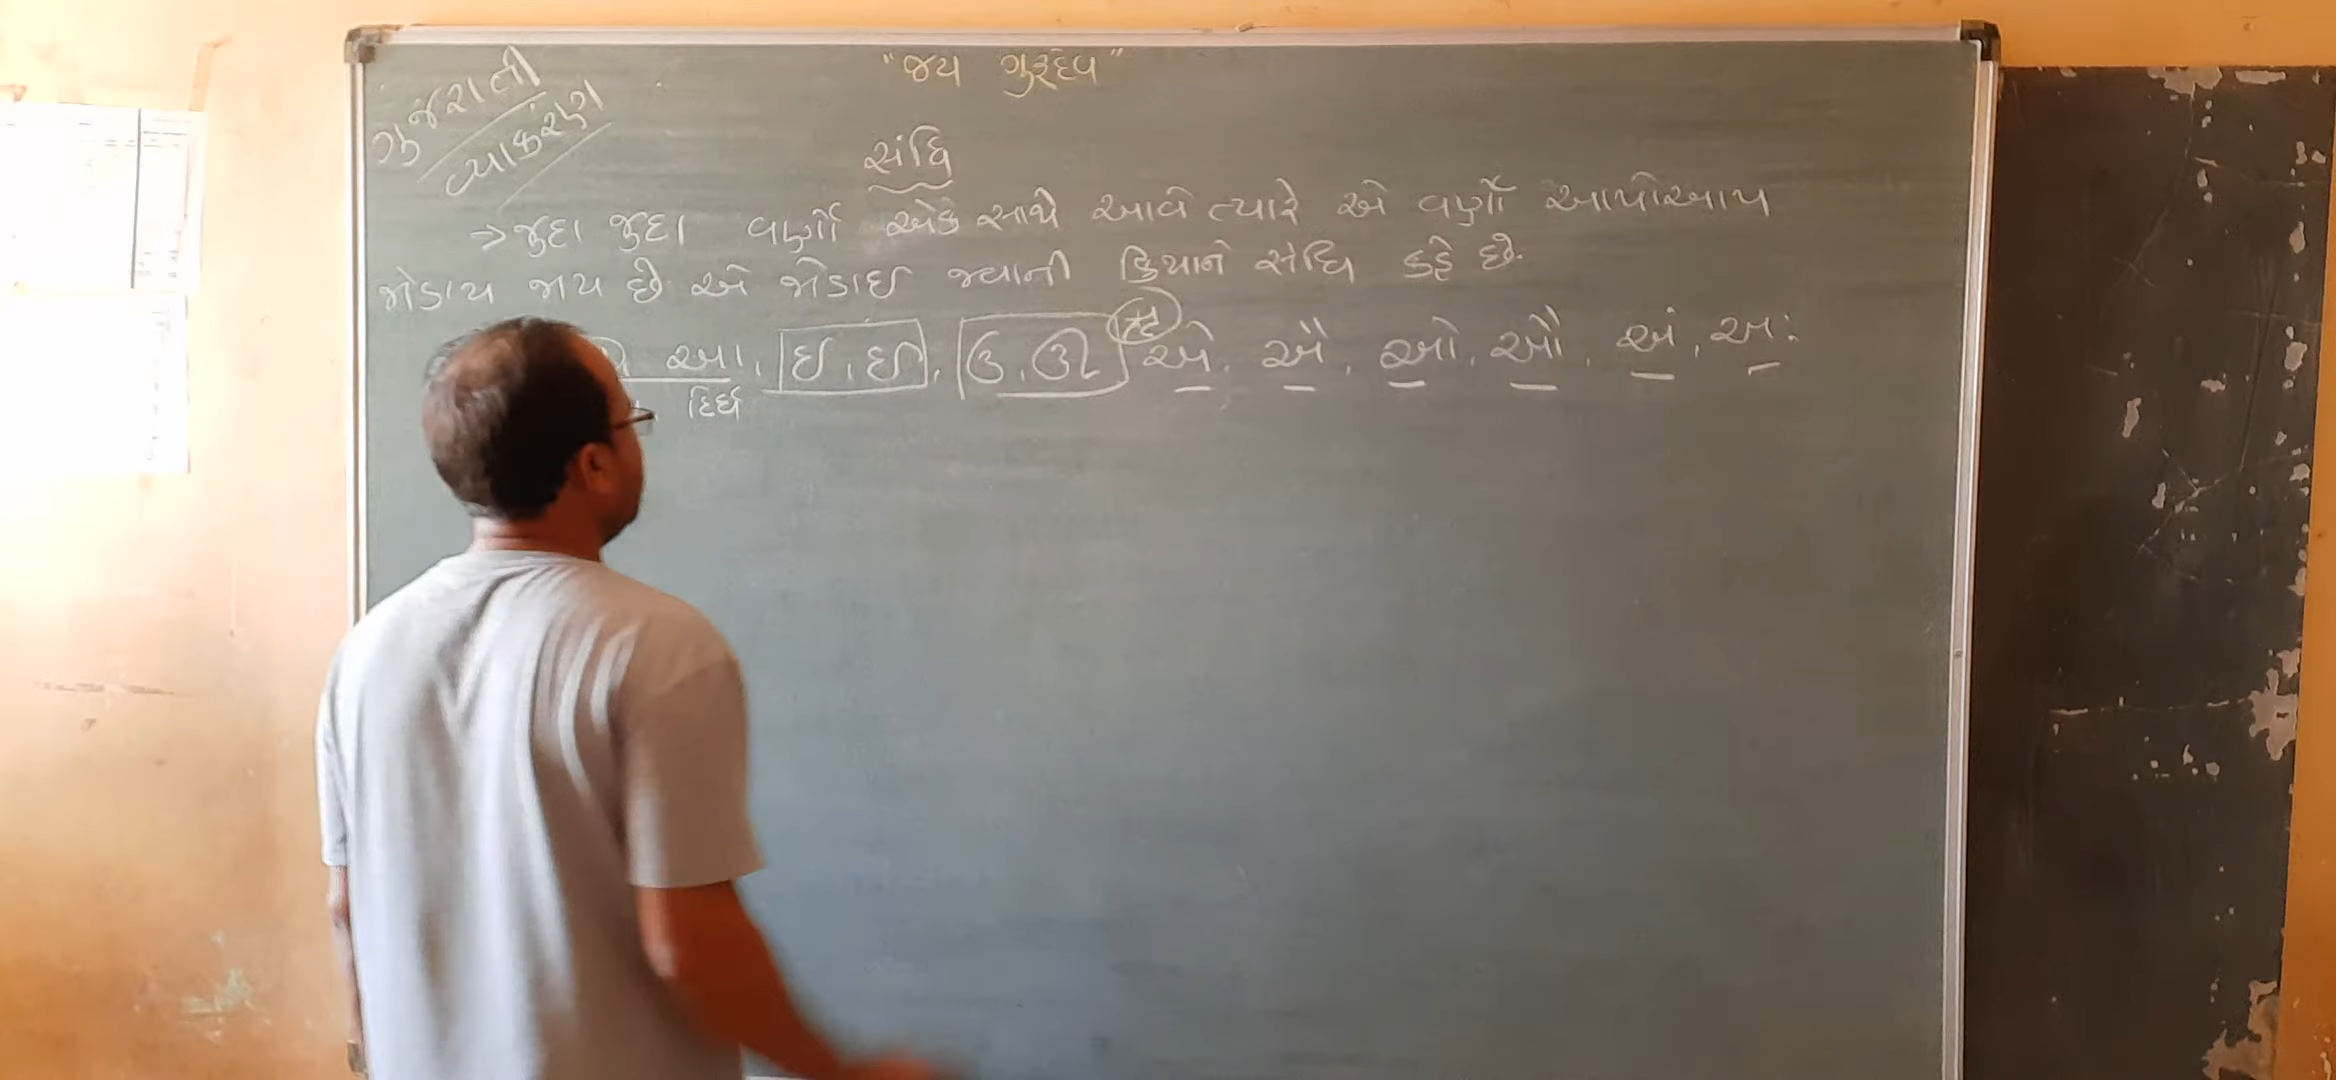 "જય ગુરૂદેવ"
ગુજરાતી
વ્યાકરણ
સંધિ
→ જુદા જુદા વર્ણો એક સાથે આવે ત્યારે એ વર્ણો આપોઆપ
જોડાય જાય છે એ જોડાઈ જવાની ક્રિયાને સંધિ કહે છે.
આ, ઇ, ઈ, ઉ, ઊ, ઋ એ, ઐ, ઓ, ઔ, અં, અઃ
દિર્ઘ